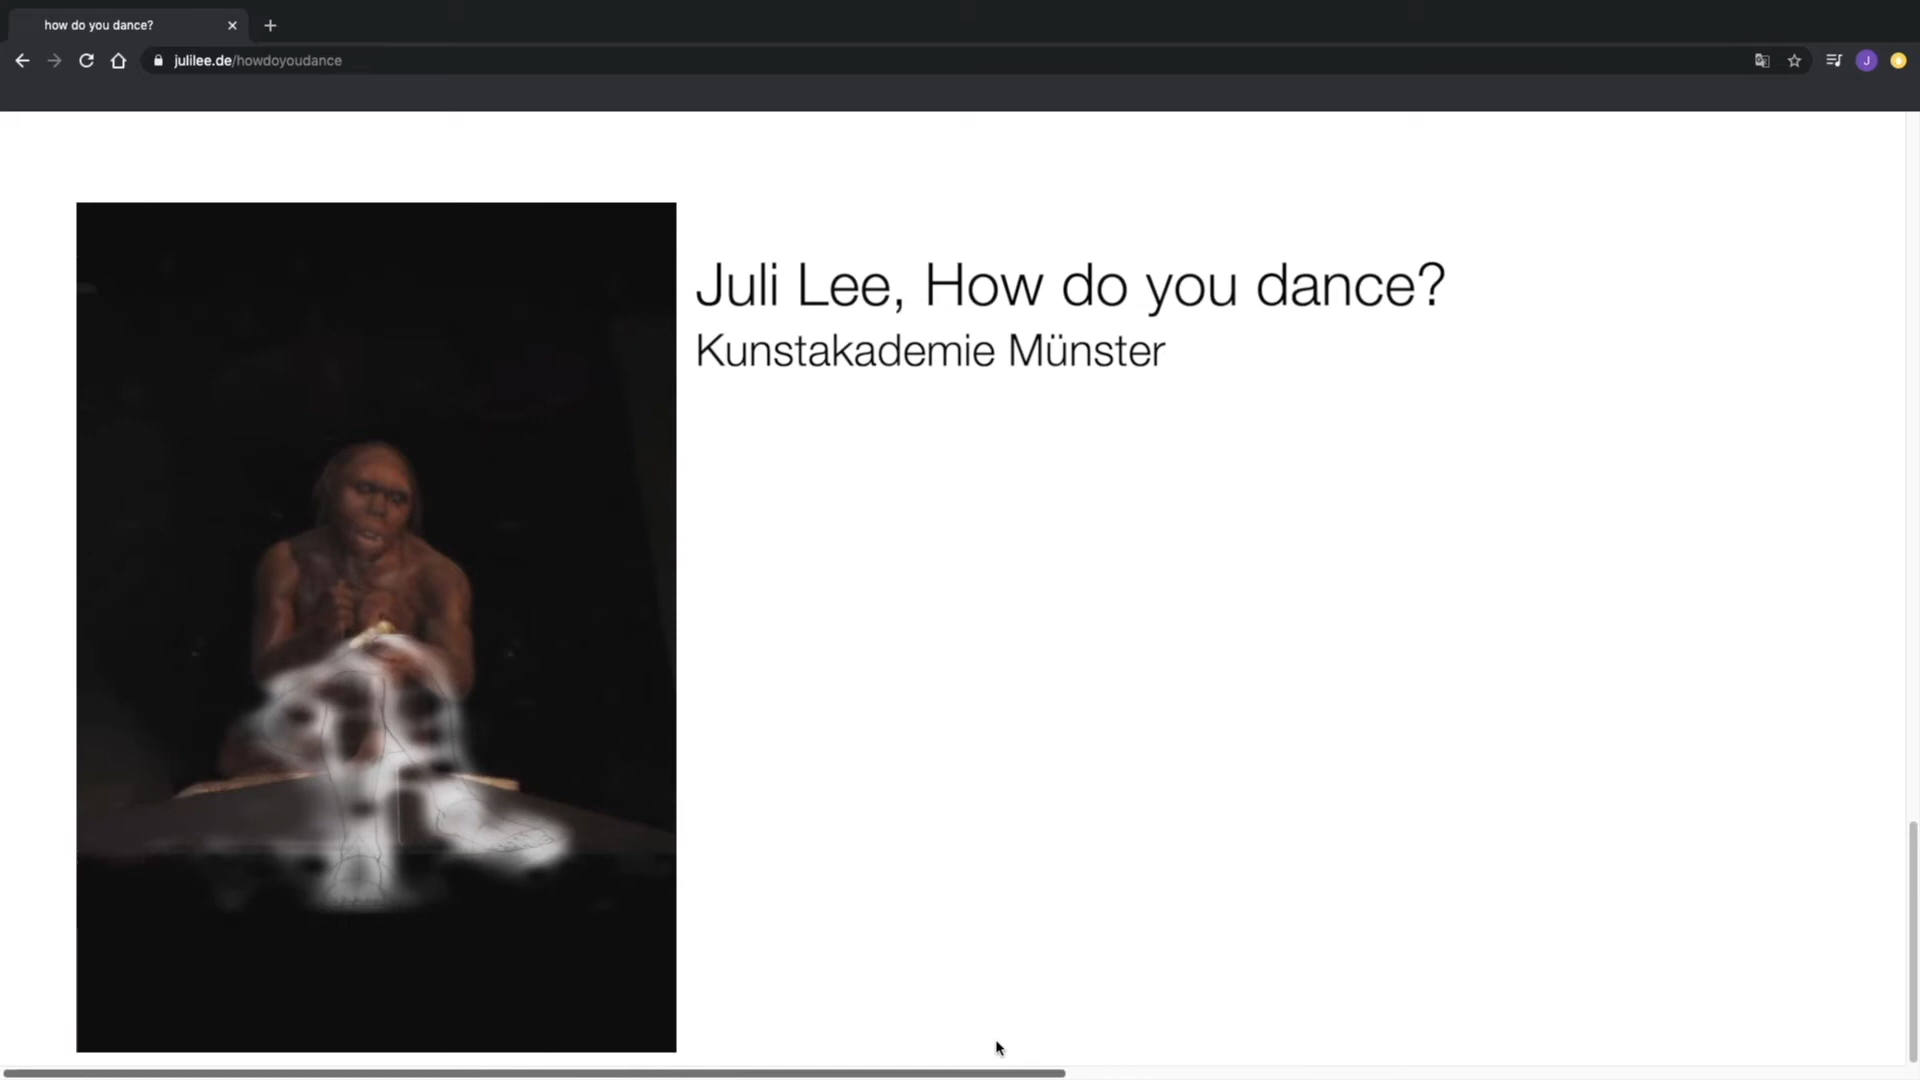 how do you dance?
julilee.de/howdoyoudance
J
Juli Lee, How do you dance?
Kunstakademie Münster